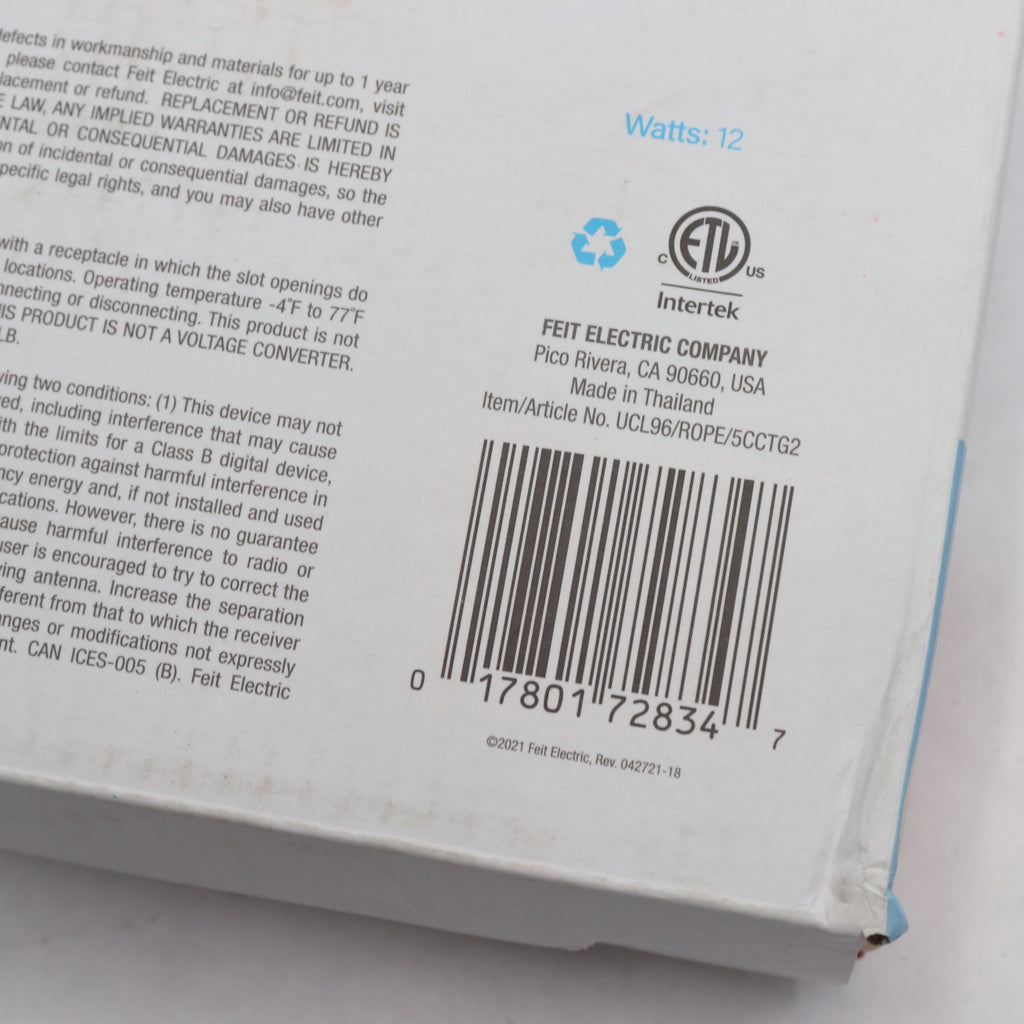 defects in workmanship and materials for up to 1 year
please contact Feit Electric at info@feit.com, visit
lacement or refund. REPLACEMENT OR REFUND IS
E LAW, ANY IMPLIED WARRANTIES ARE LIMITED IN
NTAL OR CONSEQUENTIAL DAMAGES IS HEREBY
on of incidental or consequential damages, so the
pecific legal rights, and you may also have other
with a receptacle in which the slot openings do
locations. Operating temperature -4°F to 77°F
nnecting or disconnecting. This product is not
IS PRODUCT IS NOT A VOLTAGE CONVERTER.
LB.
ving two conditions: (1) This device may not
ed, including interference that may cause
ith the limits for a Class B digital device,
protection against harmful interference in
ncy energy and, if not installed and used
cations. However, there is no guarantee
ause harmful interference to radio or
user is encouraged to try to correct the
ving antenna. Increase the separation
fferent from that to which the receiver
anges or modifications not expressly
nt. CAN ICES-005 (B). Feit Electric
Watts: 12
C ETL US
LISTED
Intertek
FEIT ELECTRIC COMPANY
Pico Rivera, CA 90660, USA
Made in Thailand
Item/Article No. UCL96/ROPE/5CCTG2
0 17801 72834 7
©2021 Feit Electric, Rev. 042721-18